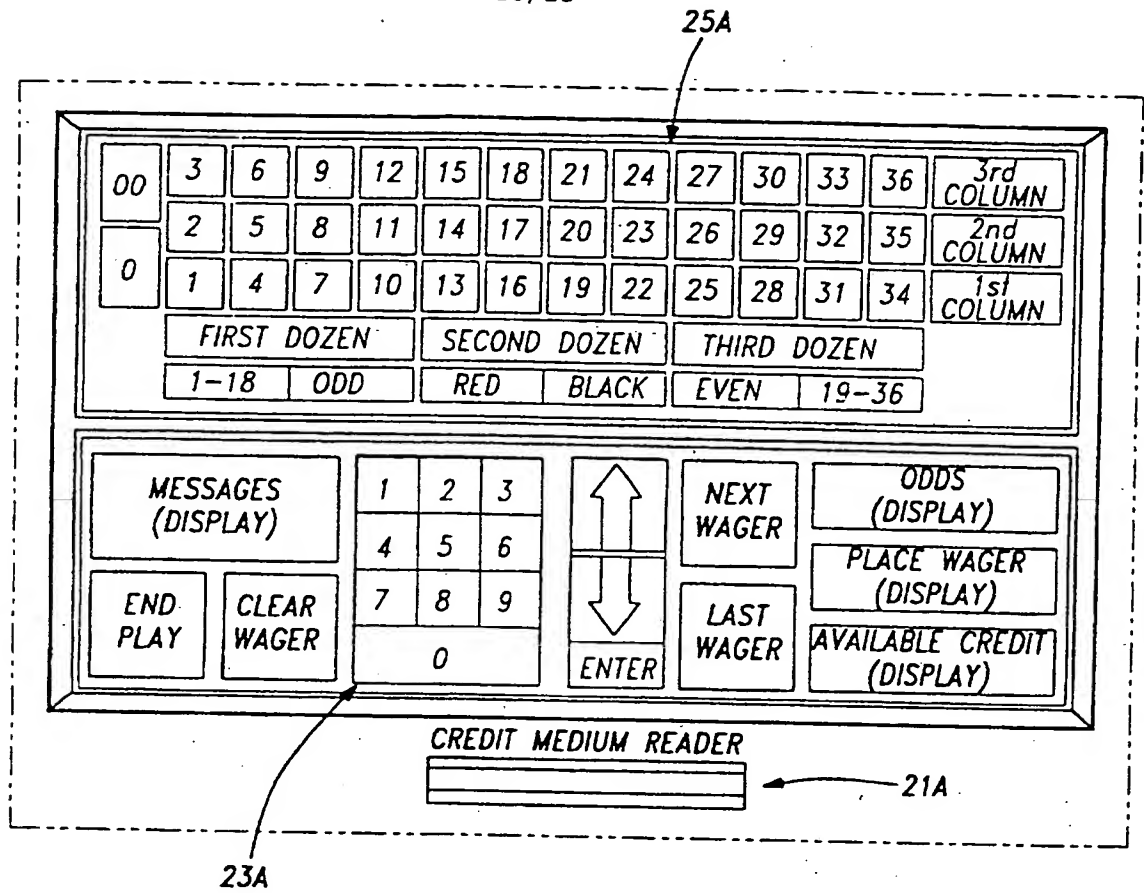 25A
00 3 6 9 12 15 18 21 24 27 30 33 36 3rd COLUMN
2 5 8 11 14 17 20 23 26 29 32 35 2nd COLUMN
0 1 4 7 10 13 16 19 22 25 28 31 34 1st COLUMN
FIRST DOZEN SECOND DOZEN THIRD DOZEN
1-18 ODD RED BLACK EVEN 19-36
MESSAGES
(DISPLAY)
END
PLAY
CLEAR
WAGER
1 2 3
4 5 6
7 8 9
0
ENTER
NEXT
WAGER
LAST
WAGER
ODDS
(DISPLAY)
PLACE WAGER
(DISPLAY)
AVAILABLE CREDIT
(DISPLAY)
CREDIT MEDIUM READER
21A
23A